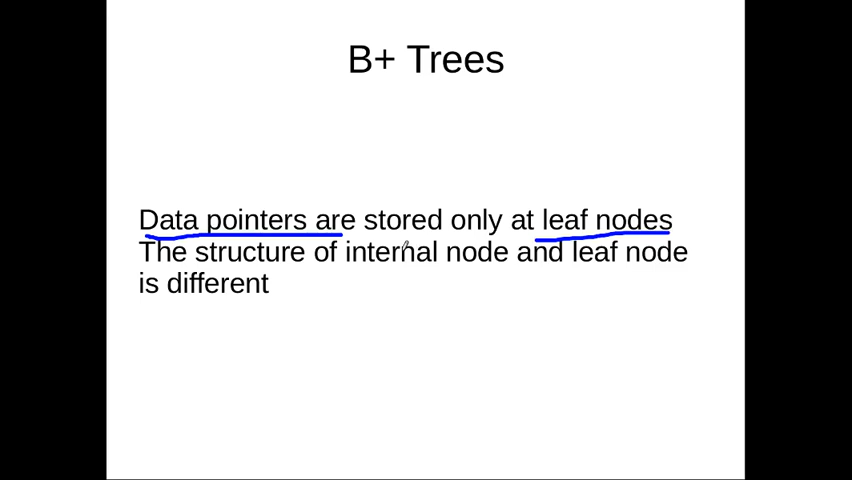 B+ Trees
Data pointers are stored only at leaf nodes
The structure of internal node and leaf node
is different